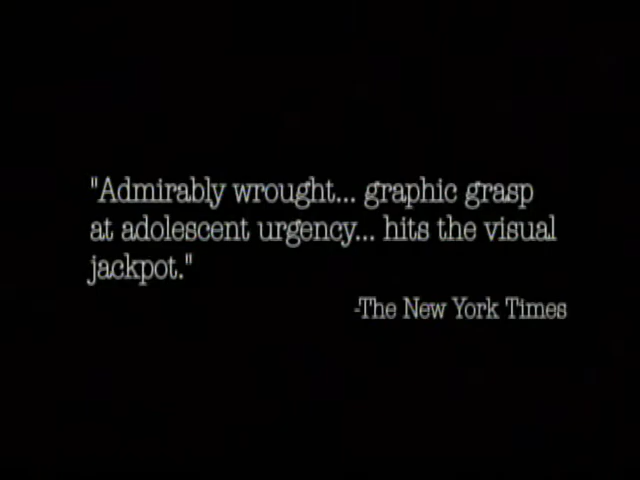 "Admirably wrought... graphic grasp
at adolescent urgency... hits the visual
jackpot."
-The New York Times